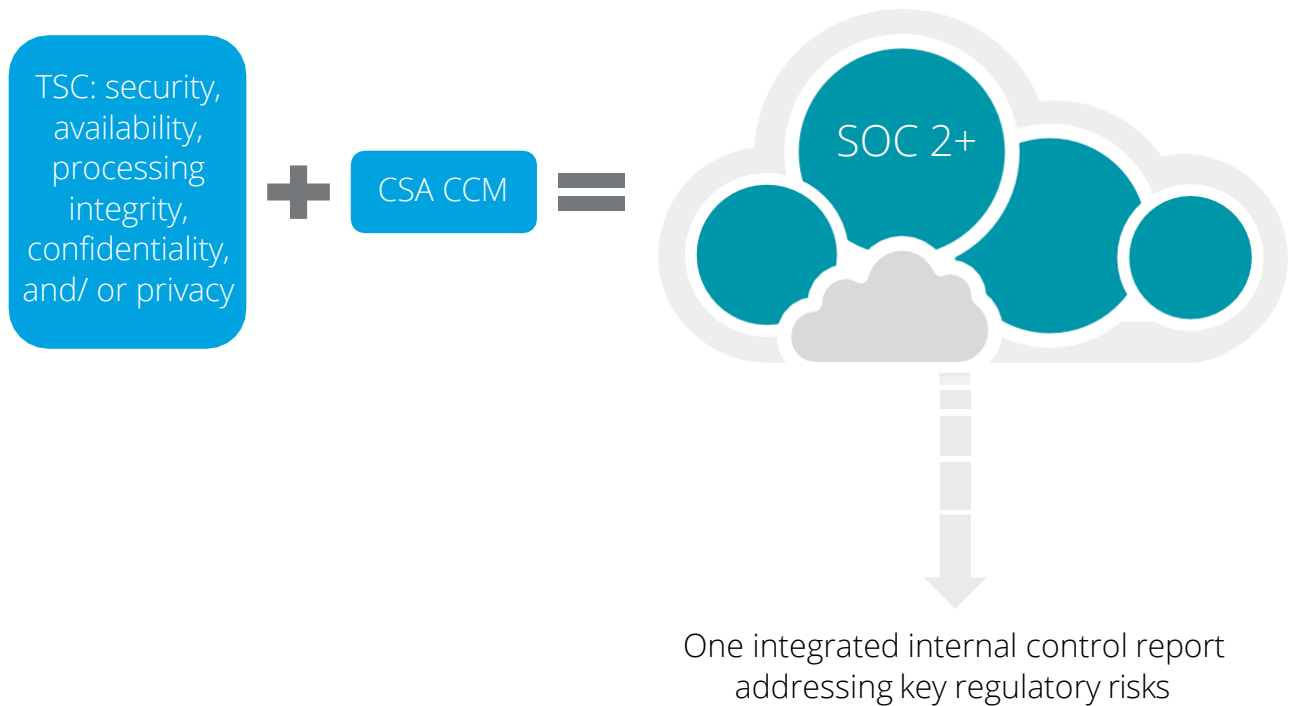 TSC: security,
availability,
processing
integrity,
confidentiality,
and/ or privacy
CSA CCM
SOC 2+
One integrated internal control report
addressing key regulatory risks